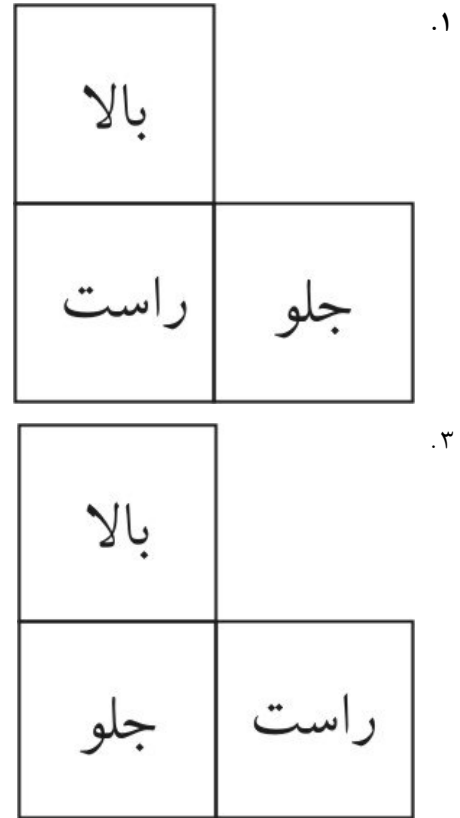 ۱.
بالا
جلو راست
۳.
بالا
راست جلو